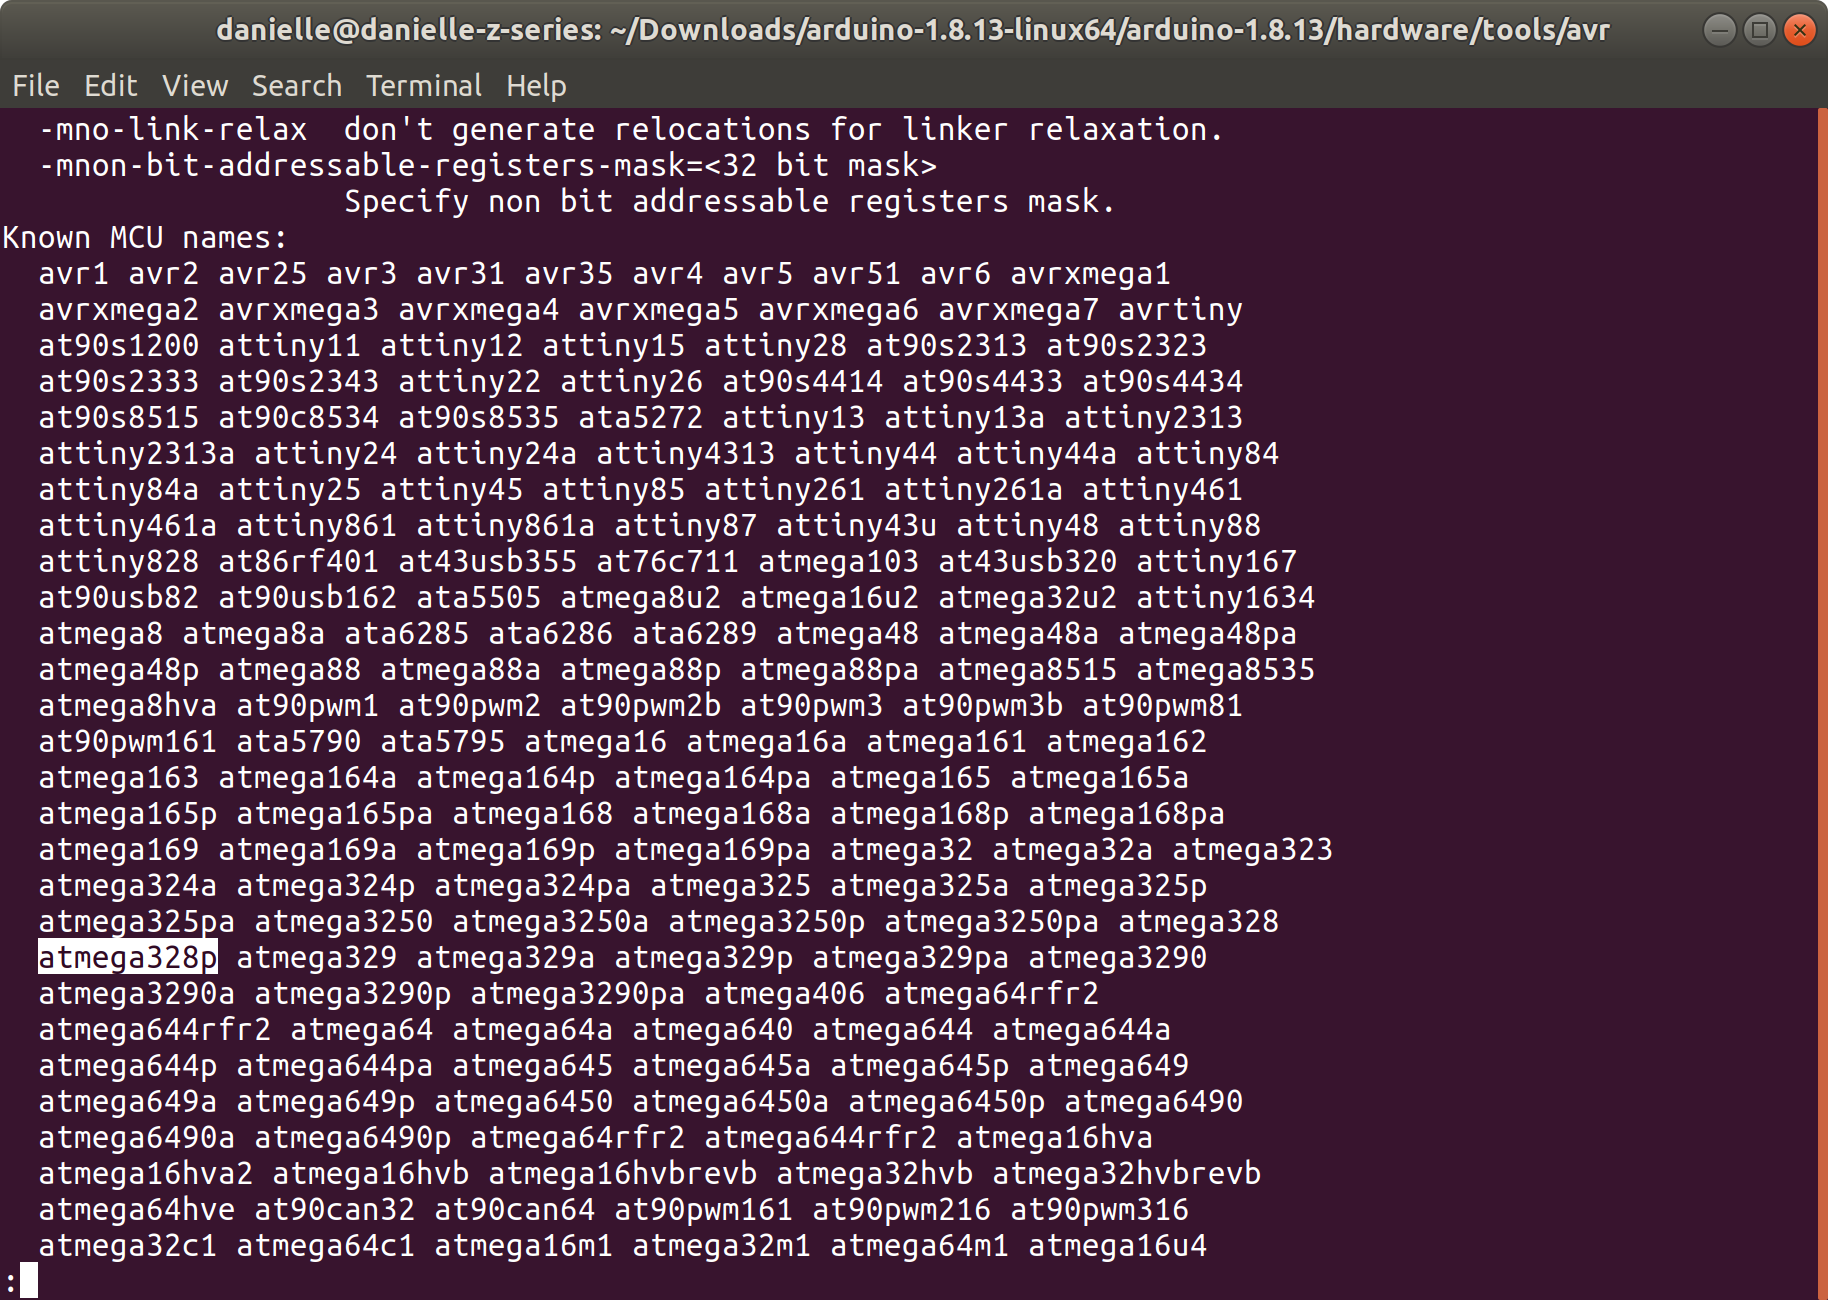 danielle@danielle-z-series: ~/Downloads/arduino-1.8.13-linux64/arduino-1.8.13/hardware/tools/avr
File Edit View Search Terminal Help
-mno-link-relax  don't generate relocations for linker relaxation.
-mnon-bit-addressable-registers-mask=<32 bit mask>
Specify non bit addressable registers mask.
Known MCU names:
avr1 avr2 avr25 avr3 avr31 avr35 avr4 avr5 avr51 avr6 avrxmega1
avrxmega2 avrxmega3 avrxmega4 avrxmega5 avrxmega6 avrxmega7 avrtiny
at90s1200 attiny11 attiny12 attiny15 attiny28 at90s2313 at90s2323
at90s2333 at90s2343 attiny22 attiny26 at90s4414 at90s4433 at90s4434
at90s8515 at90c8534 at90s8535 ata5272 attiny13 attiny13a attiny2313
attiny2313a attiny24 attiny24a attiny4313 attiny44 attiny44a attiny84
attiny84a attiny25 attiny45 attiny85 attiny261 attiny261a attiny461
attiny461a attiny861 attiny861a attiny87 attiny43u attiny48 attiny88
attiny828 at86rf401 at43usb355 at76c711 atmega103 at43usb320 attiny167
at90usb82 at90usb162 ata5505 atmega8u2 atmega16u2 atmega32u2 attiny1634
atmega8 atmega8a ata6285 ata6286 ata6289 atmega48 atmega48a atmega48pa
atmega48p atmega88 atmega88a atmega88p atmega88pa atmega8515 atmega8535
atmega8hva at90pwm1 at90pwm2 at90pwm2b at90pwm3 at90pwm3b at90pwm81
at90pwm161 ata5790 ata5795 atmega16 atmega16a atmega161 atmega162
atmega163 atmega164a atmega164p atmega164pa atmega165 atmega165a
atmega165p atmega165pa atmega168 atmega168a atmega168p atmega168pa
atmega169 atmega169a atmega169p atmega169pa atmega32 atmega32a atmega323
atmega324a atmega324p atmega324pa atmega325 atmega325a atmega325p
atmega325pa atmega3250 atmega3250a atmega3250p atmega3250pa atmega328
atmega328p atmega329 atmega329a atmega329p atmega329pa atmega3290
atmega3290a atmega3290p atmega3290pa atmega406 atmega64rfr2
atmega644rfr2 atmega64 atmega64a atmega640 atmega644 atmega644a
atmega644p atmega644pa atmega645 atmega645a atmega645p atmega649
atmega649a atmega649p atmega6450 atmega6450a atmega6450p atmega6490
atmega6490a atmega6490p atmega64rfr2 atmega644rfr2 atmega16hva
atmega16hva2 atmega16hvb atmega16hvbrevb atmega32hvb atmega32hvbrevb
atmega64hve at90can32 at90can64 at90pwm161 at90pwm216 at90pwm316
atmega32c1 atmega64c1 atmega16m1 atmega32m1 atmega64m1 atmega16u4
: